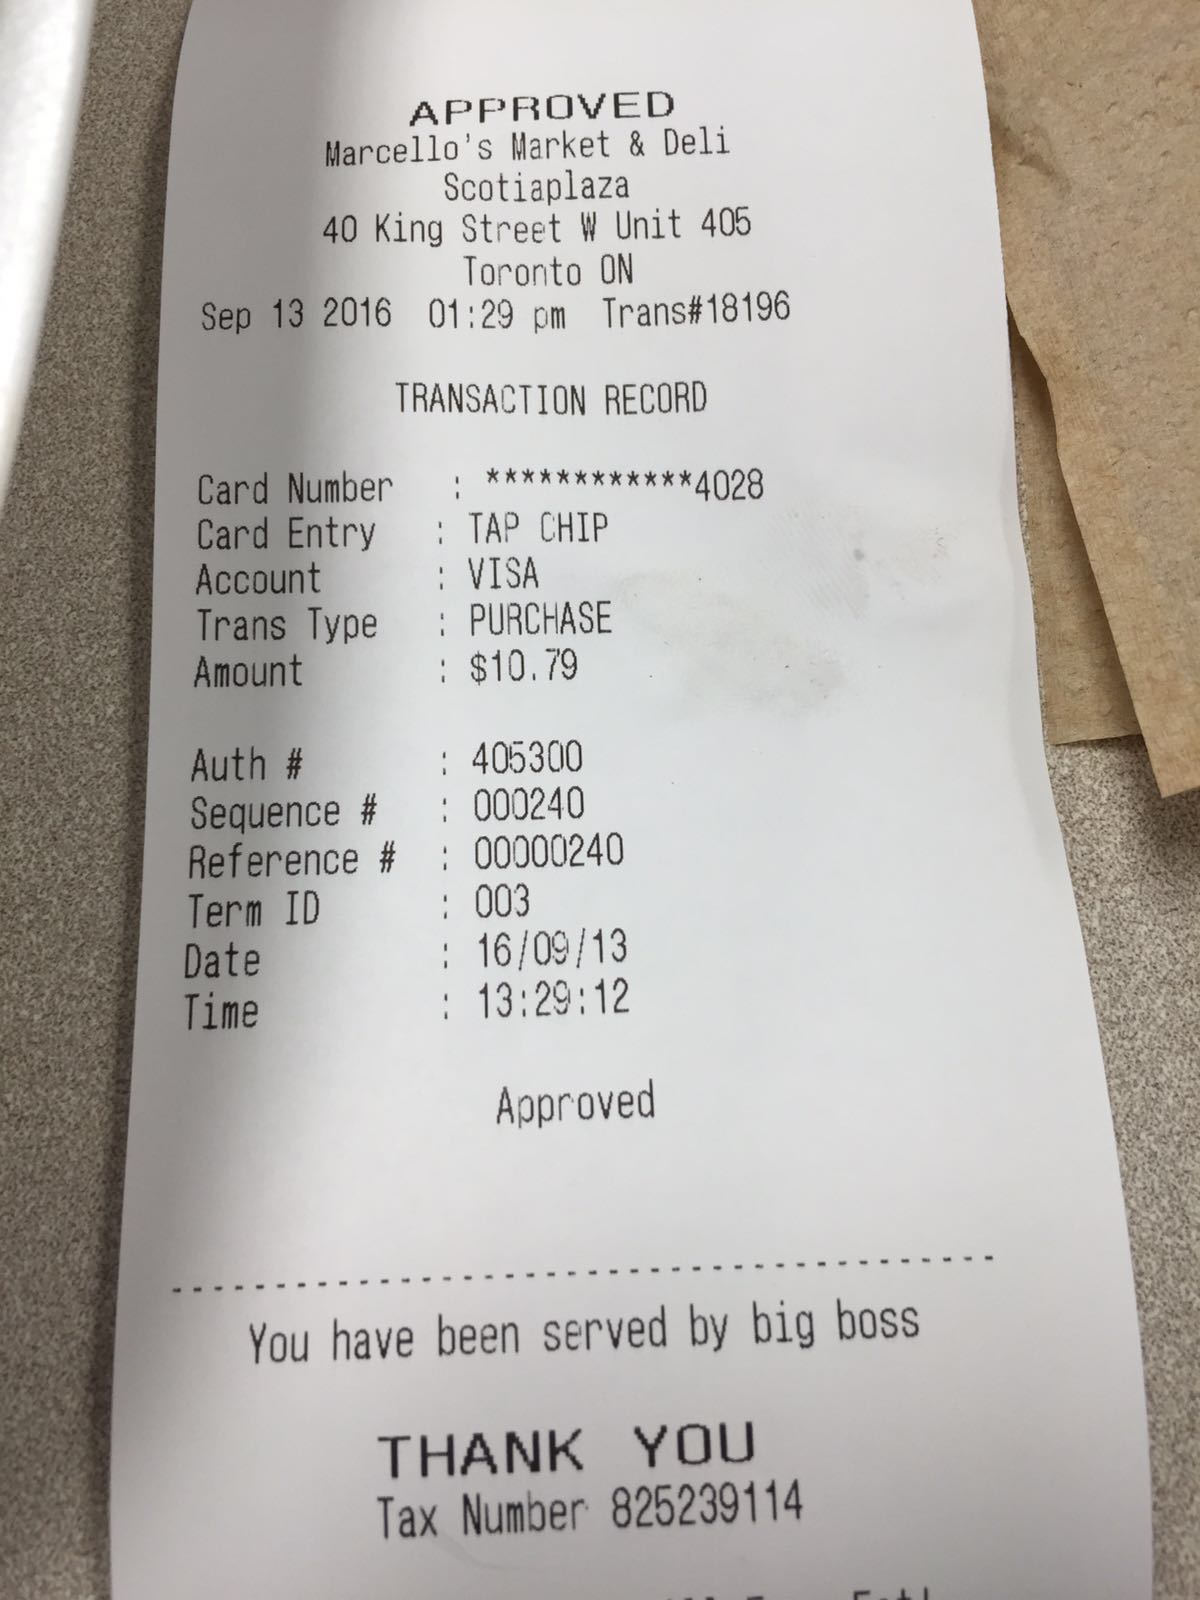 APPROVED
Marcello's Market & Deli
Scotiaplaza
40 King Street W Unit 405
Toronto ON
Sep 13 2016 01:29 pm Trans#18196
TRANSACTION RECORD
Card Number : ************4028
Card Entry : TAP CHIP
Account : VISA
Trans Type : PURCHASE
Amount : $10.79
Auth # : 405300
Sequence # : 000240
Reference # : 00000240
Term ID : 003
Date : 16/09/13
Time : 13:29:12
Approved
----------------------------------------
You have been served by big boss
THANK YOU
Tax Number 825239114